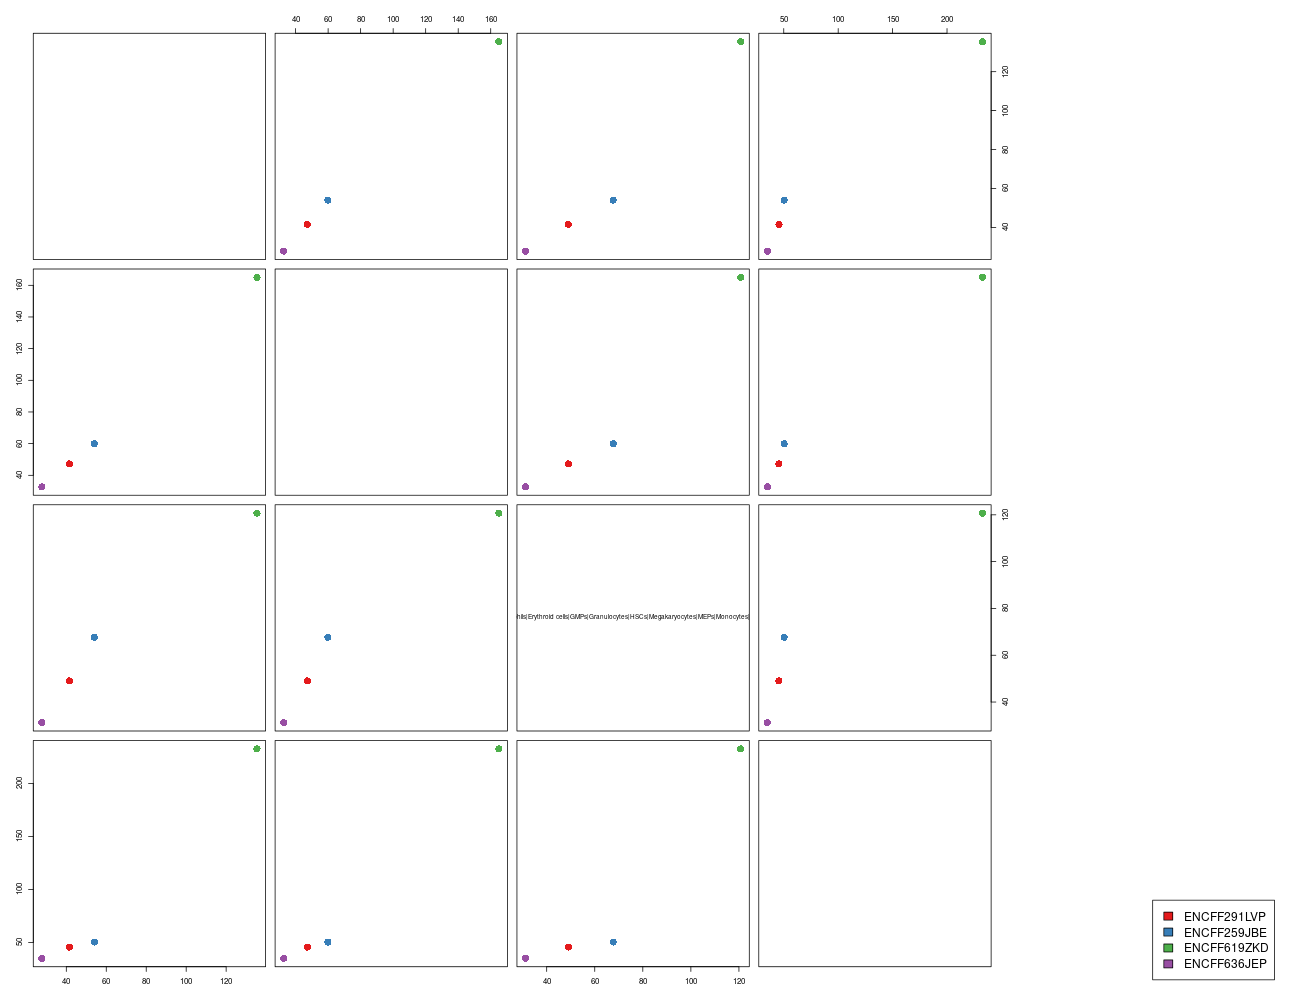 40 60 80 100 120 140 160
50 100 150 200
40 60 80 100 120
40 60 80 100 120 140 160
hils|Erythroid cells|GMPs|Granulocytes|HSCs|Megakaryocytes|MEPs|Monocytes|
40 60 80 100 120
50 100 150 200
40 60 80 100 120
40 60 80 100 120
ENCFF291LVP
ENCFF259JBE
ENCFF619ZKD
ENCFF636JEP